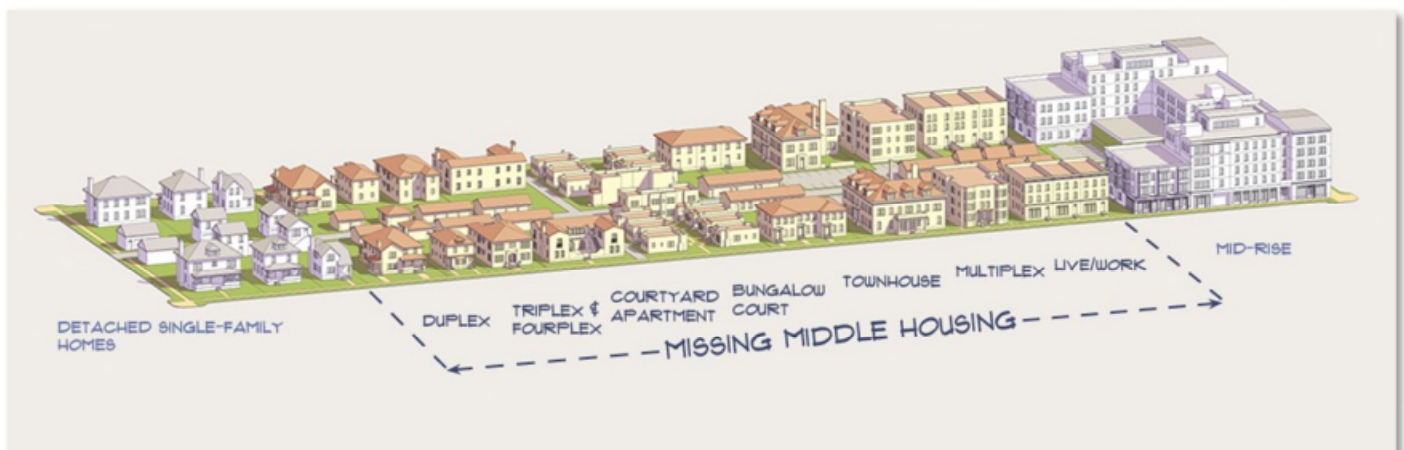 DETACHED SINGLE-FAMILY
HOMES
DUPLEX
TRIPLEX &
FOURPLEX
COURTYARD
APARTMENT
BUNGALOW
COURT
TOWNHOUSE
MULTIPLEX
LIVE/WORK
MID-RISE
MISSING MIDDLE HOUSING